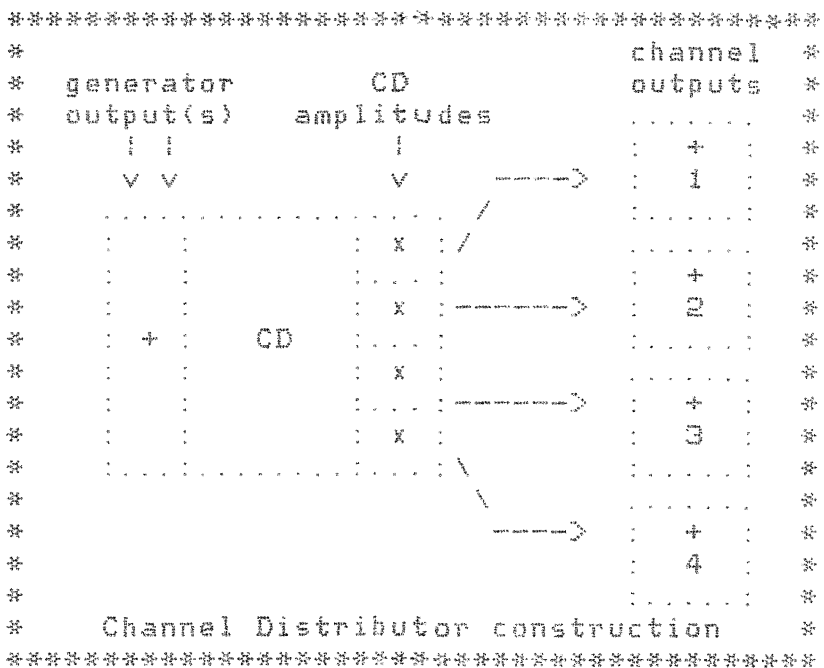 ****************************************************
* channel *
* generator CD outputs *
* output(s) amplitudes . . . . . . *
* : : : : + : *
* v v v ----> : 1 : *
* . . . . . . . . . . . . . . . . . / : . . . . . : *
* : : : x : / . . . . . . *
* : : : . . . : : + : *
* : : : x : ------> : 2 : *
* : + : CD : . . . : : . . . . . : *
* : : : x : . . . . . . *
* : : : . . . : ------> : + : *
* : : : x : : 3 : *
* : . . . : . . . . . . . : . . . : \ : . . . . . : *
* \ . . . . . . *
* ----> : + : *
* : 4 : *
* : . . . . . : *
* Channel Distributor construction *
****************************************************